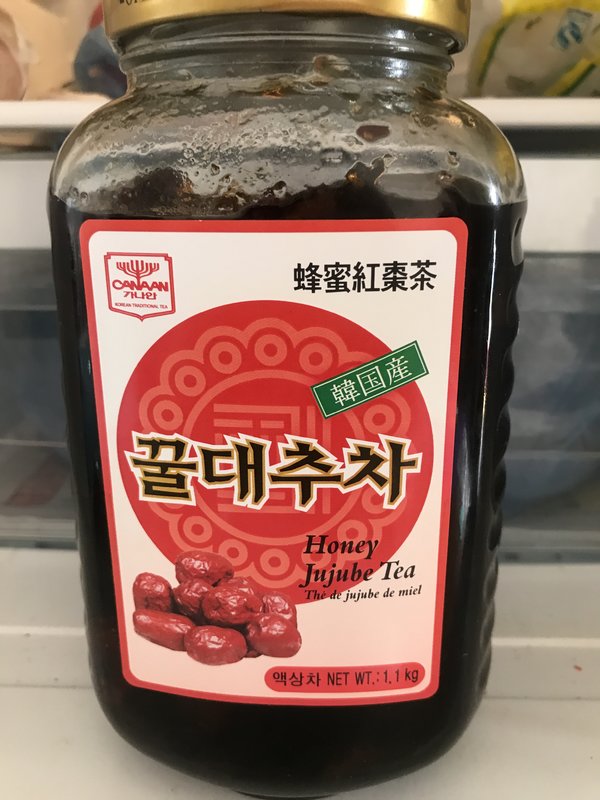 CANAAN
가나안
KOREAN TRADITIONAL TEA
蜂蜜紅棗茶
韓国産
꿀대추차
Honey
Jujube Tea
Thé de jujube de miel
액상차 NET WT.:1.1 kg